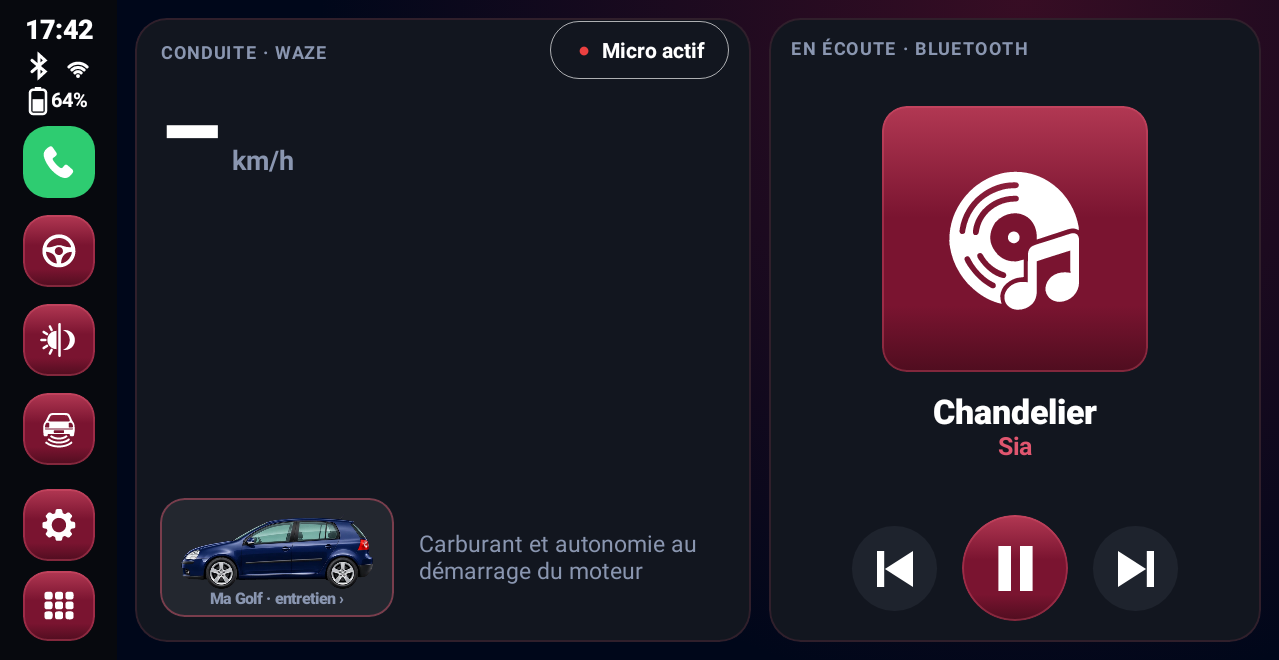 17:42
64%
CONDUITE · WAZE
Micro actif
km/h
Ma Golf · entretien ›
Carburant et autonomie au
démarrage du moteur
EN ÉCOUTE · BLUETOOTH
Chandelier
Sia